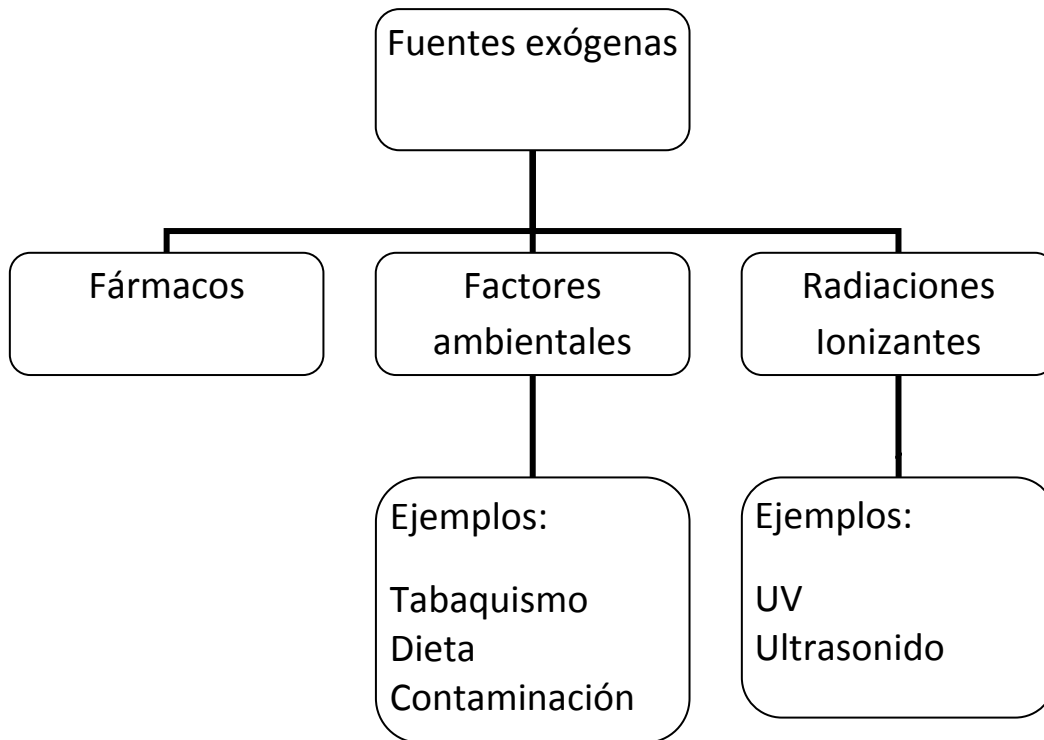 Fuentes exógenas
Fármacos
Factores
ambientales
Radiaciones
Ionizantes
Ejemplos:
Tabaquismo
Dieta
Contaminación
Ejemplos:
UV
Ultrasonido